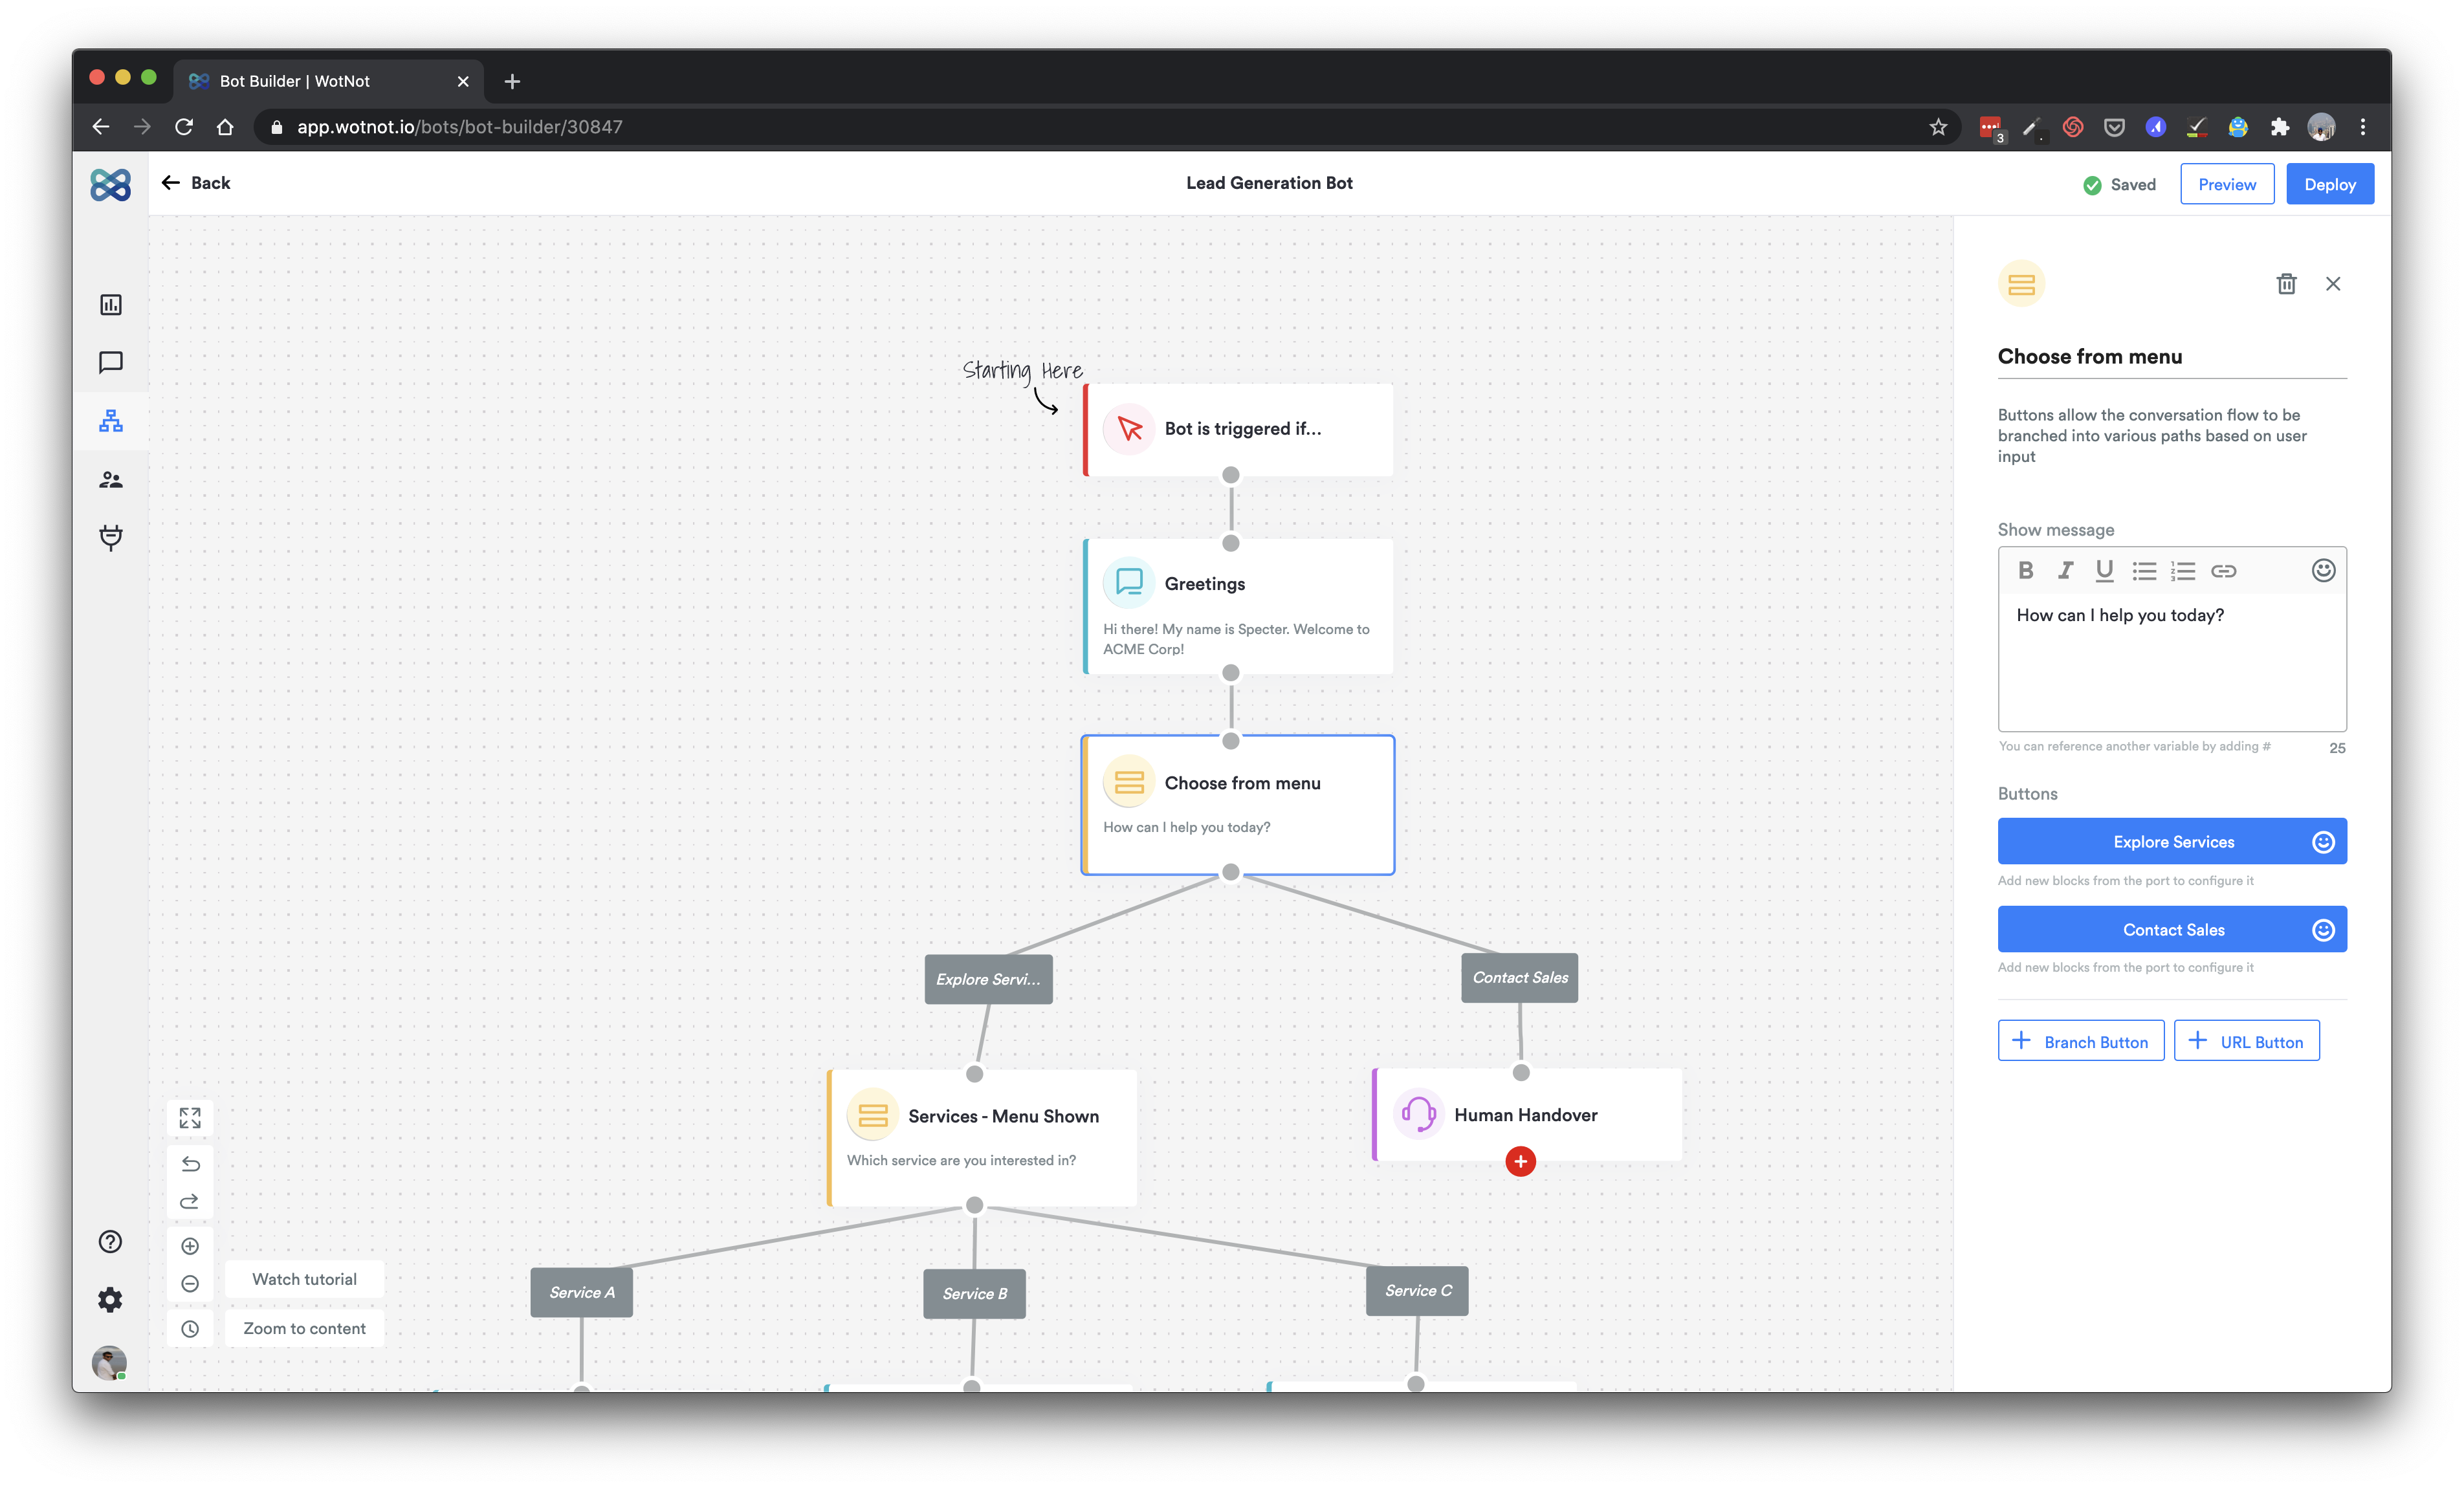 Bot Builder | WotNot
app.wotnot.io/bots/bot-builder/30847
3
Back
Lead Generation Bot
Saved
Preview
Deploy
Starting Here
Bot is triggered if...
Greetings
Hi there! My name is Specter. Welcome to
ACME Corp!
Choose from menu
How can I help you today?
Explore Servi...
Contact Sales
Services - Menu Shown
Which service are you interested in?
Human Handover
Service A
Service B
Service C
Watch tutorial
Zoom to content
Choose from menu
Buttons allow the conversation flow to be
branched into various paths based on user
input
Show message
How can I help you today?
You can reference another variable by adding #
25
Buttons
Explore Services
Add new blocks from the port to configure it
Contact Sales
Add new blocks from the port to configure it
Branch Button
URL Button